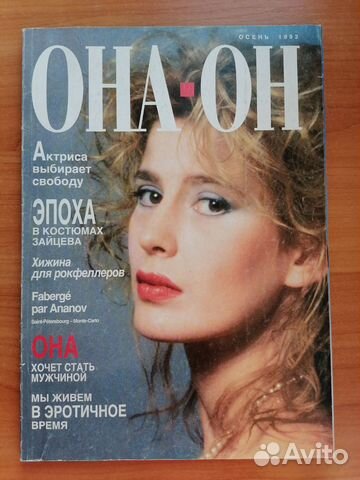 ОСЕНЬ 1992
ОНА·ОН
Актриса
выбирает
свободу
ЭПОХА
В КОСТЮМАХ
ЗАЙЦЕВА
Хижина
для рокфеллеров
Fabergé
par Ananov
Saint-Pétersbourg – Monte-Carlo
ОНА
ХОЧЕТ СТАТЬ
МУЖЧИНОЙ
МЫ ЖИВЕМ
В ЭРОТИЧНОЕ
ВРЕМЯ
Avito